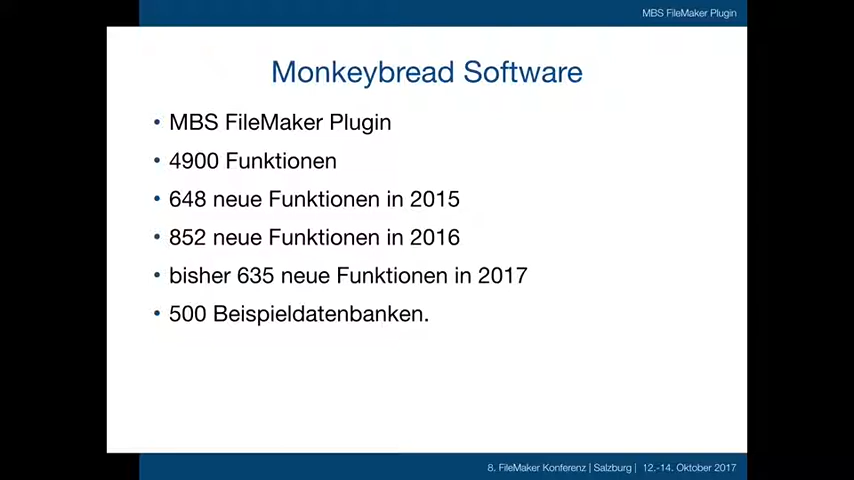 MBS FileMaker Plugin
Monkeybread Software
• MBS FileMaker Plugin
• 4900 Funktionen
• 648 neue Funktionen in 2015
• 852 neue Funktionen in 2016
• bisher 635 neue Funktionen in 2017
• 500 Beispieldatenbanken.
8. FileMaker Konferenz | Salzburg | 12.-14. Oktober 2017